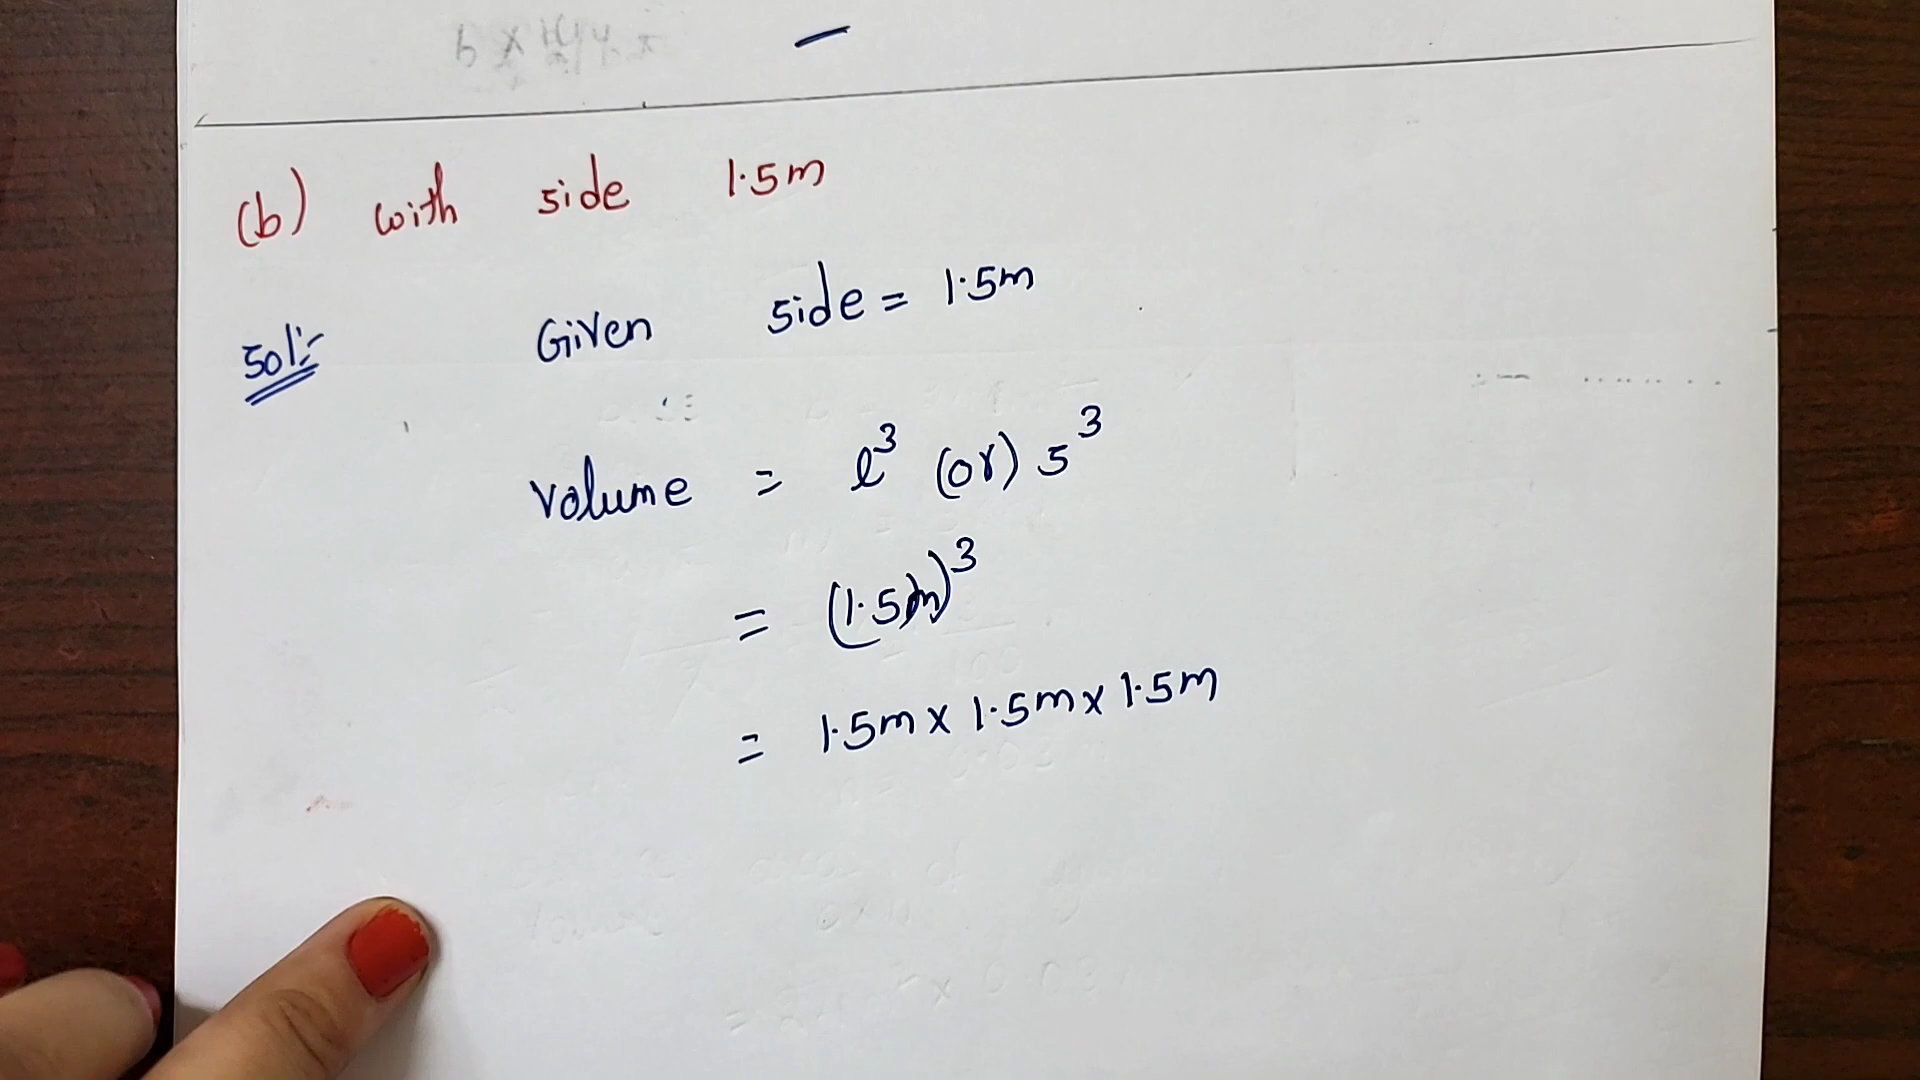 (b) with side 1.5m
Sol:- Given side = 1.5m
Volume = l³ (or) s³
= (1.5m)³
= 1.5m x 1.5m x 1.5m